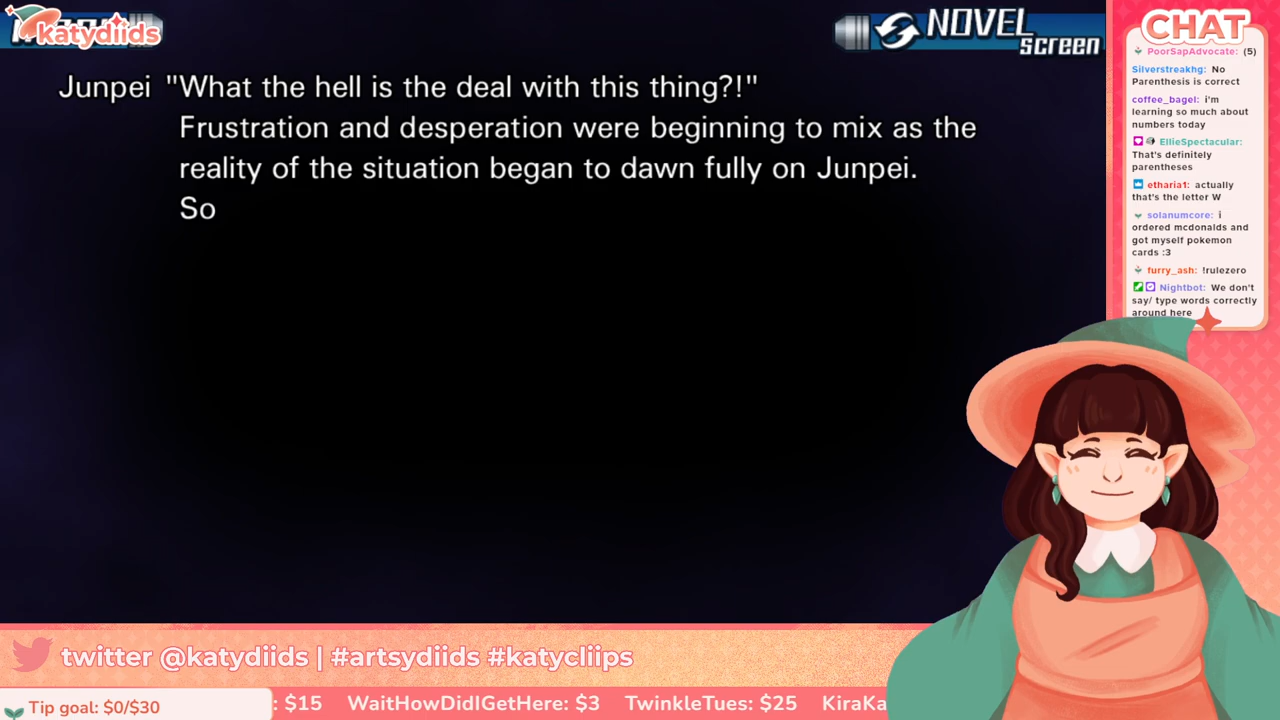 katydiids
NOVEL
Screen
Junpei "What the hell is the deal with this thing?!"
Frustration and desperation were beginning to mix as the
reality of the situation began to dawn fully on Junpei.
So
CHAT
PoorSapAdvocate: (5)
Silverstreakhg: No
Parenthesis is correct
coffee_bagel: i'm
learning so much about
numbers today
EllieSpectacular:
That's definitely
parentheses
etharia1: actually
that's the letter W
solanumcore: i
ordered mcdonalds and
got myself pokemon
cards :3
furry_ash: !rulezero
Nightbot: We don't
say/ type words correctly
around here
twitter @katydiids | #artsydiids #katycliips
Tip goal: $0/$30
: $15 WaitHowDidIGetHere: $3 TwinkleTues: $25 KiraKa